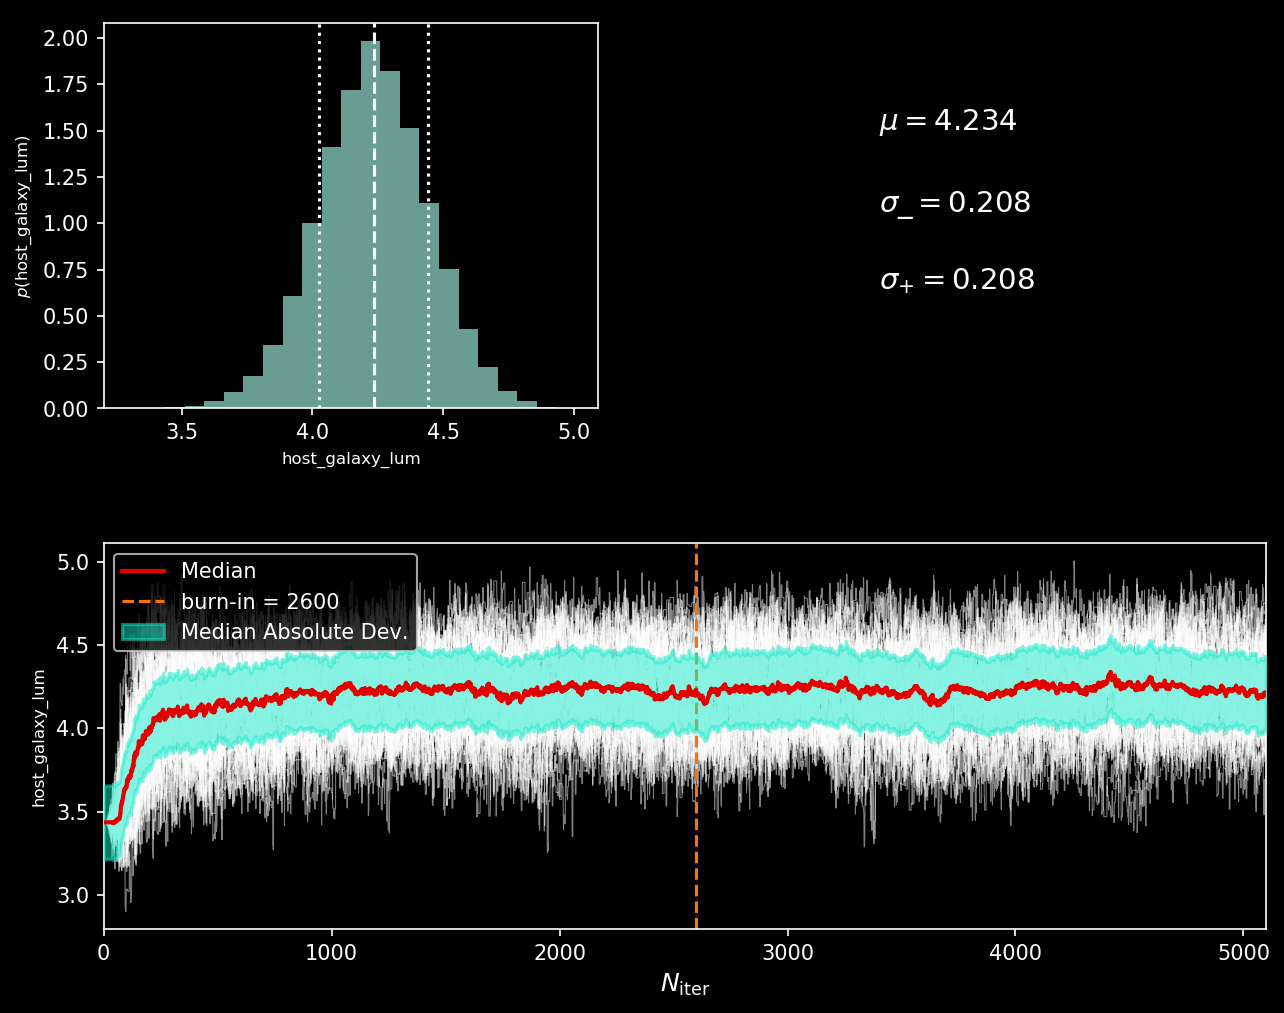 2.00
1.75
1.50
1.25
1.00
0.75
0.50
0.25
0.00
p(host_galaxy_lum)
3.5 4.0 4.5 5.0
host_galaxy_lum
μ = 4.234
σ₋ = 0.208
σ₊ = 0.208
Median
burn-in = 2600
Median Absolute Dev.
5.0
4.5
4.0
3.5
3.0
host_galaxy_lum
0 1000 2000 3000 4000 5000
N_iter